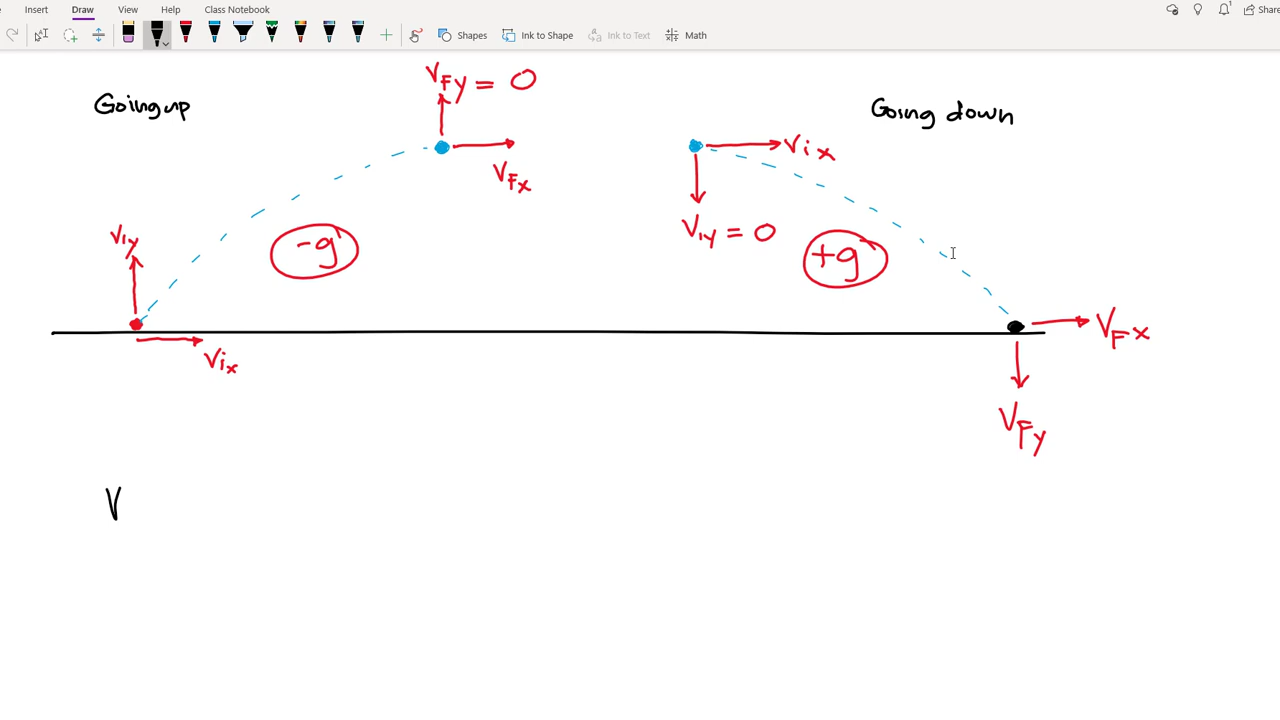 Insert Draw View Help Class Notebook
Shapes Ink to Shape Ink to Text Math
1
Share
Going up
VFy = 0
VFx
Viy
-g
Vix
Going down
Vix
Viy = 0
+g
VFx
VFy
V